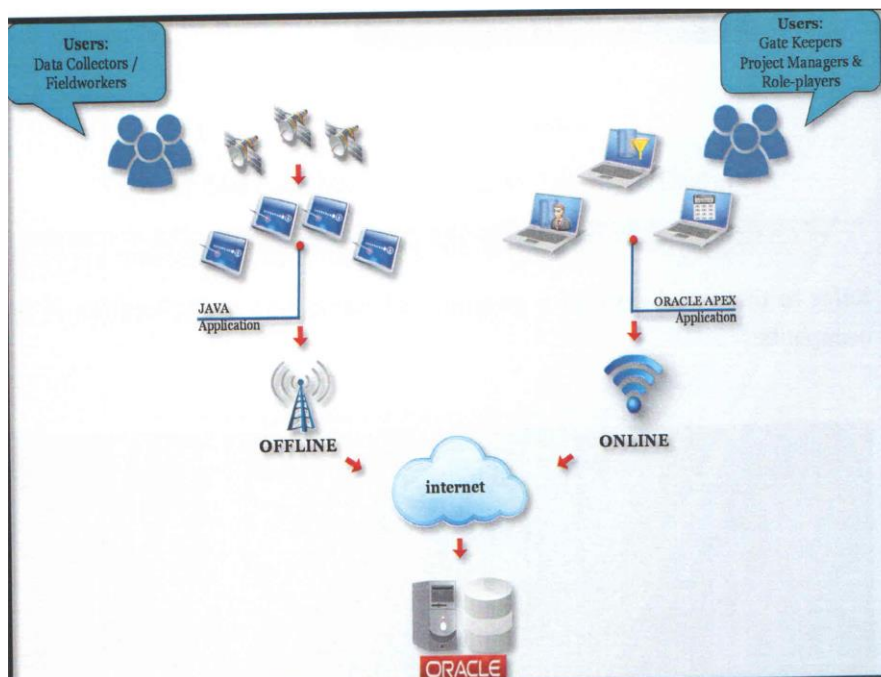 Users:
Data Collectors /
Fieldworkers
Users:
Gate Keepers
Project Managers &
Role-players
JAVA
Application
ORACLE APEX
Application
OFFLINE
ONLINE
internet
ORACLE